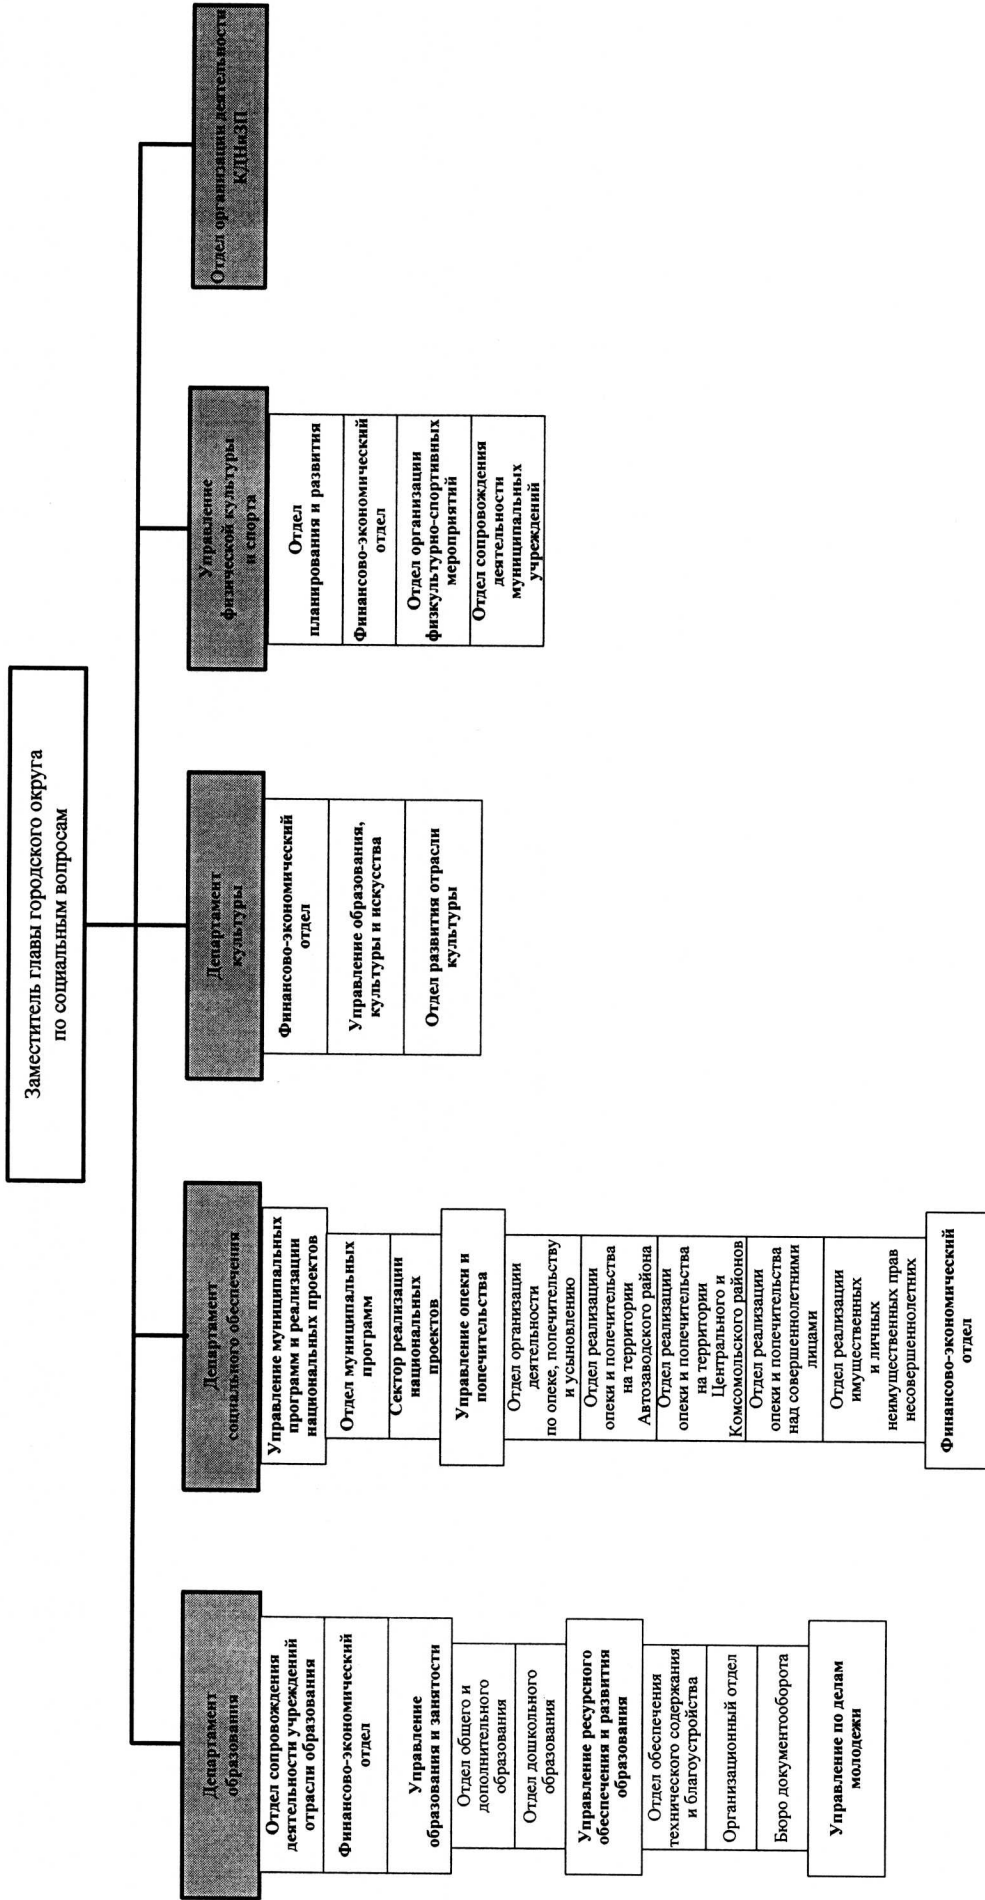 Заместитель главы городского округа
по социальным вопросам
Департамент
образования
Отдел сопровождения
деятельности учреждений
отрасли образования
Финансово-экономический
отдел
Управление
образования и занятости
Отдел общего и
дополнительного
образования
Отдел дошкольного
образования
Управление ресурсного
обеспечения и развития
образования
Отдел обеспечения
технического содержания
и благоустройства
Организационный отдел
Бюро документооборота
Управление по делам
молодежи
Департамент
социального обеспечения
Управление муниципальных
программ и реализации
национальных проектов
Отдел муниципальных
программ
Сектор реализации
национальных
проектов
Управление опеки и
попечительства
Отдел организации
деятельности
по опеке, попечительству
и усыновлению
Отдел реализации
опеки и попечительства
на территории
Автозаводского района
Отдел реализации
опеки и попечительства
на территории
Центрального и
Комсомольского районов
Отдел реализации
опеки и попечительства
над совершеннолетними
лицами
Отдел реализации
имущественных
и личных
неимущественных прав
несовершеннолетних
Финансово-экономический
отдел
Департамент
культуры
Финансово-экономический
отдел
Управление образования,
культуры и искусства
Отдел развития отрасли
культуры
Управление
физической культуры
и спорта
Отдел
планирования и развития
Финансово-экономический
отдел
Отдел организации
физкультурно-спортивных
мероприятий
Отдел сопровождения
деятельности
муниципальных
учреждений
Отдел организации деятельности
КДНиЗП